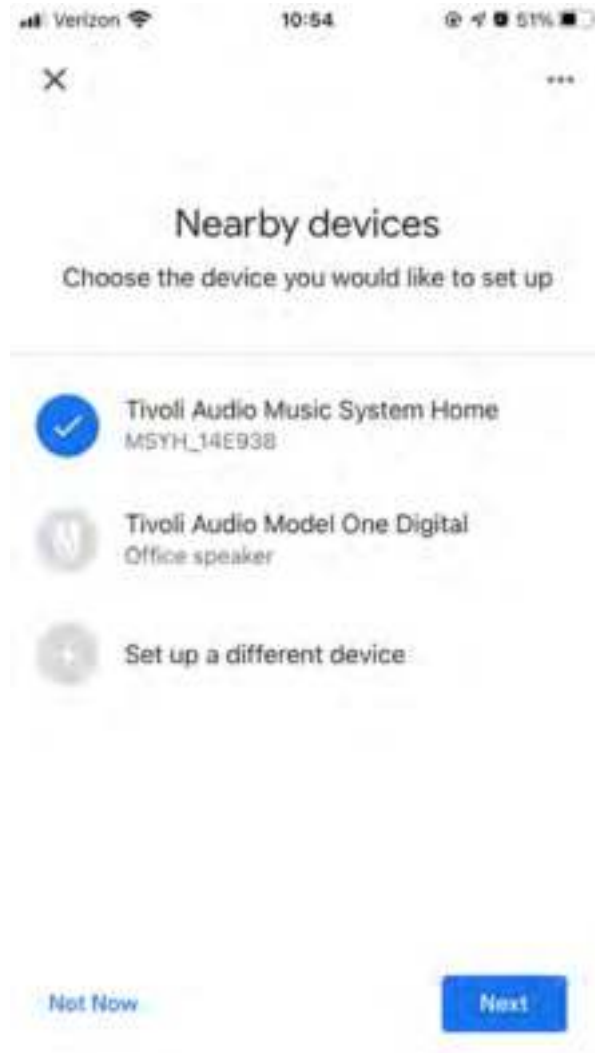 Verizon 10:54 51%
Nearby devices
Choose the device you would like to set up
Tivoli Audio Music System Home
MSYH_14E938
Tivoli Audio Model One Digital
Office speaker
Set up a different device
Not Now Next